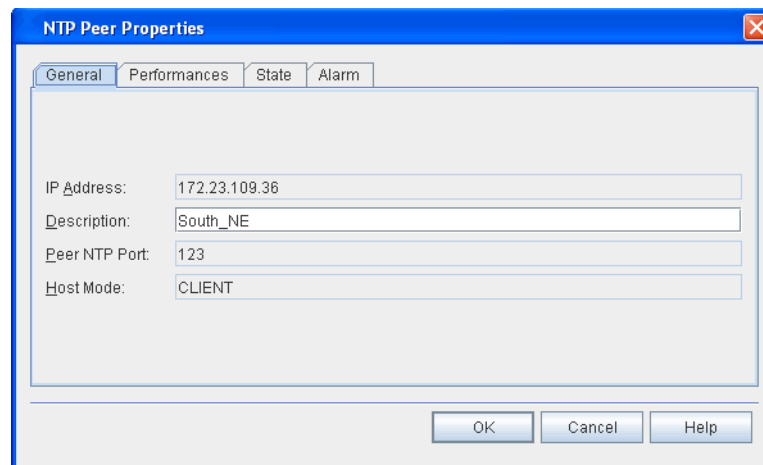 NTP Peer Properties
General Performances State Alarm
IP Address: 172.23.109.36
Description: South_NE
Peer NTP Port: 123
Host Mode: CLIENT
OK Cancel Help